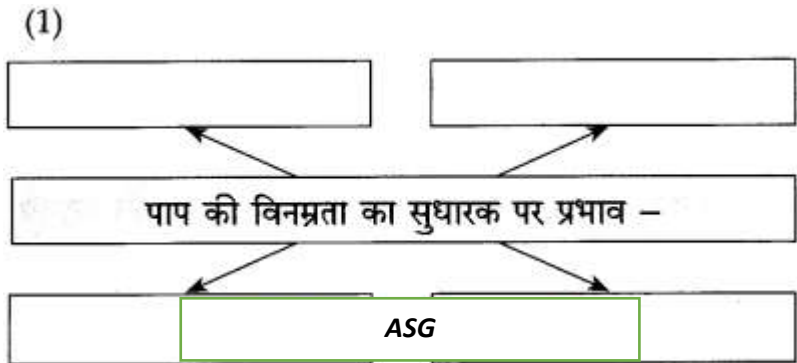 (1)
पाप की विनम्रता का सुधारक पर प्रभाव –
ASG